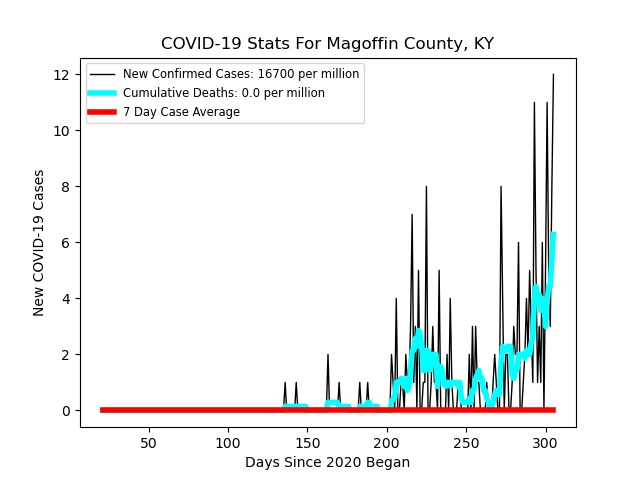 COVID-19 Stats For Magoffin County, KY
New Confirmed Cases: 16700 per million
Cumulative Deaths: 0.0 per million
7 Day Case Average
New COVID-19 Cases
12
10
8
6
4
2
0
50 100 150 200 250 300
Days Since 2020 Began